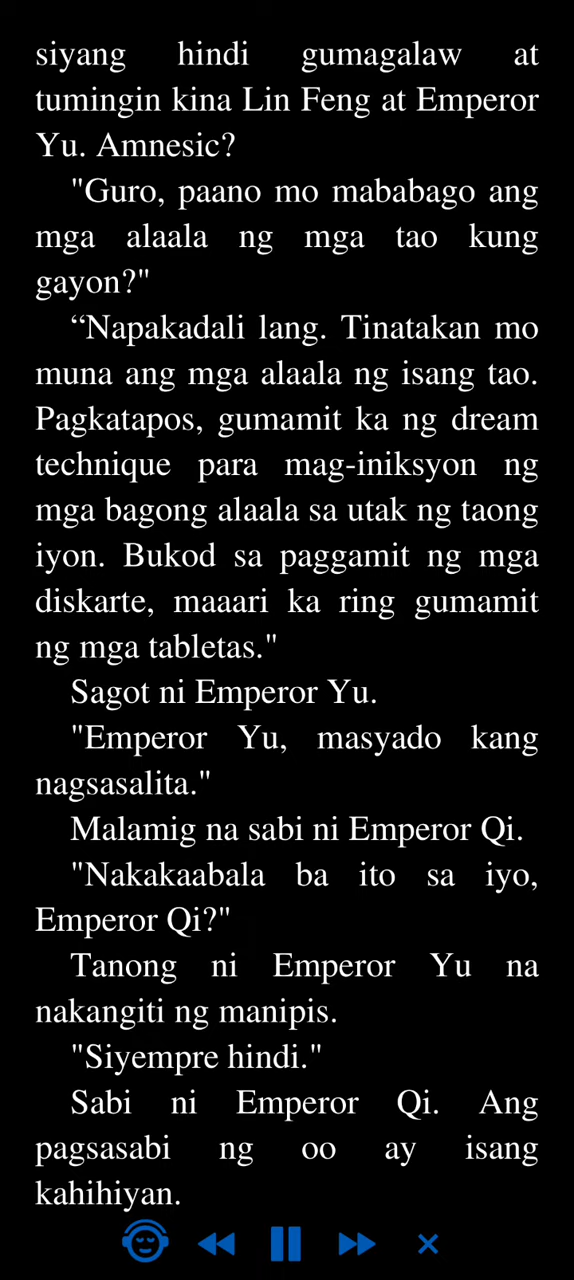 siyang hindi gumagalaw at
tumingin kina Lin Feng at Emperor
Yu. Amnesic?
"Guro, paano mo mababago ang
mga alaala ng mga tao kung
gayon?"
“Napakadali lang. Tinatakan mo
muna ang mga alaala ng isang tao.
Pagkatapos, gumamit ka ng dream
technique para mag-iniksyon ng
mga bagong alaala sa utak ng taong
iyon. Bukod sa paggamit ng mga
diskarte, maaari ka ring gumamit
ng mga tabletas."
Sagot ni Emperor Yu.
"Emperor Yu, masyado kang
nagsasalita."
Malamig na sabi ni Emperor Qi.
"Nakakaabala ba ito sa iyo,
Emperor Qi?"
Tanong ni Emperor Yu na
nakangiti ng manipis.
"Siyempre hindi."
Sabi ni Emperor Qi. Ang
pagsasabi ng oo ay isang
kahihiyan.